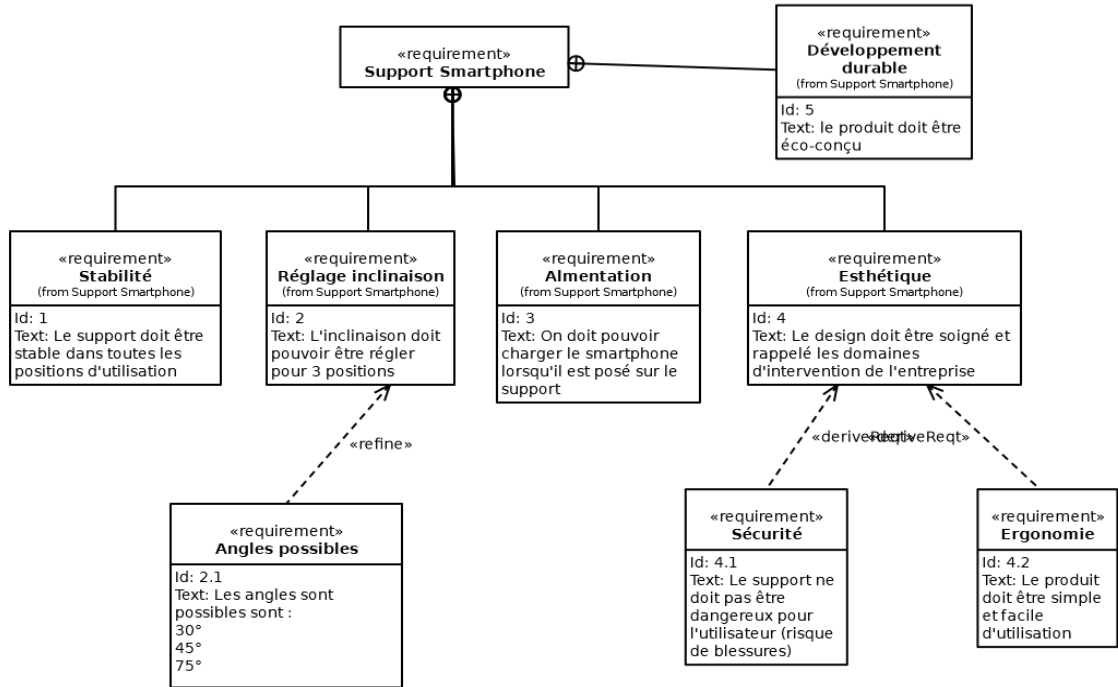 «requirement»
Support Smartphone
«requirement»
Développement
durable
(from Support Smartphone)
Id: 5
Text: le produit doit être
éco-conçu
«requirement»
Stabilité
(from Support Smartphone)
Id: 1
Text: Le support doit être
stable dans toutes les
positions d'utilisation
«requirement»
Réglage inclinaison
(from Support Smartphone)
Id: 2
Text: L'inclinaison doit
pouvoir être régler
pour 3 positions
«requirement»
Almentation
(from Support Smartphone)
Id: 3
Text: On doit pouvoir
charger le smartphone
lorsqu'il est posé sur le
support
«requirement»
Esthétique
(from Support Smartphone)
Id: 4
Text: Le design doit être soigné et
rappelé les domaines
d'intervention de l'entreprise
«refine»
«deriveReqt»
«deriveReqt»
«requirement»
Angles possibles
Id: 2.1
Text: Les angles sont
possibles sont :
30°
45°
75°
«requirement»
Sécurité
Id: 4.1
Text: Le support ne
doit pas être
dangereux pour
l'utilisateur (risque
de blessures)
«requirement»
Ergonomie
Id: 4.2
Text: Le produit
doit être simple
et facile
d'utilisation